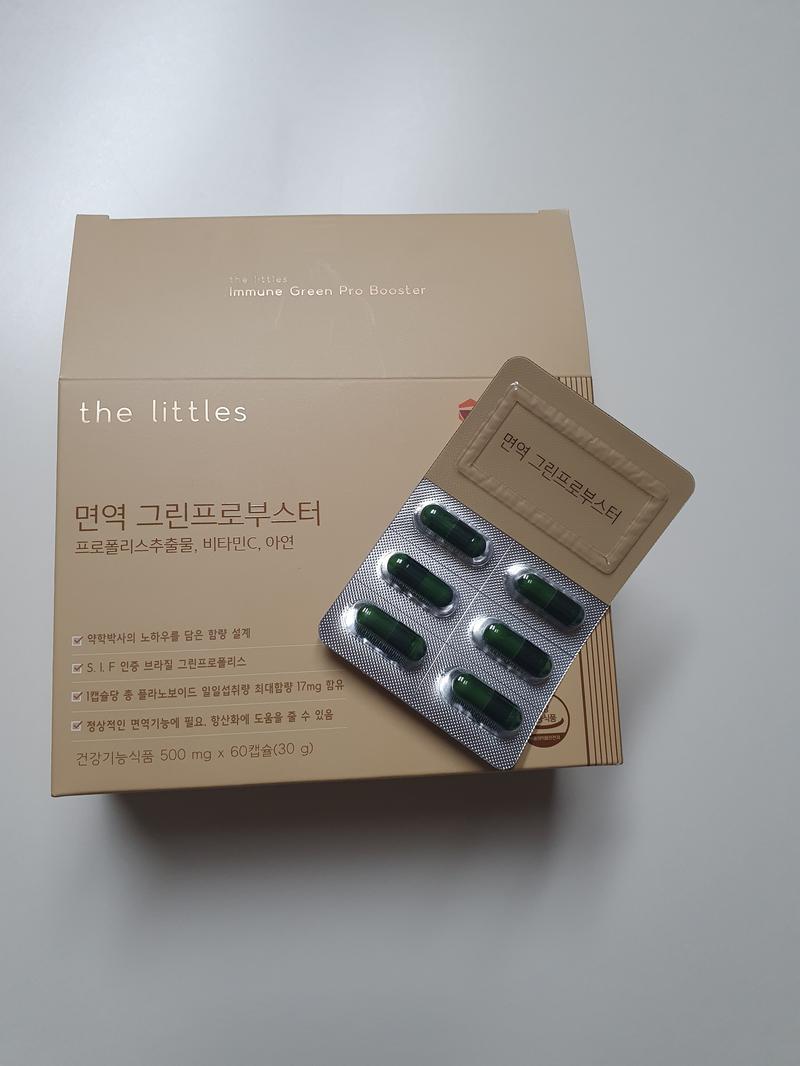 the littles
Immune Green Pro Booster
the littles
면역 그린프로부스터
프로폴리스추출물, 비타민C, 아연
약학박사의 노하우를 담은 함량 설계
S. I. F 인증 브라질 그린프로폴리스
1캡슐당 총 플라노보이드 일일섭취량 최대함량 17mg 함유
정상적인 면역기능에 필요, 항산화에 도움을 줄 수 있음
건강기능식품 500 mg x 60캡슐(30 g)
면역 그린프로부스터
식품